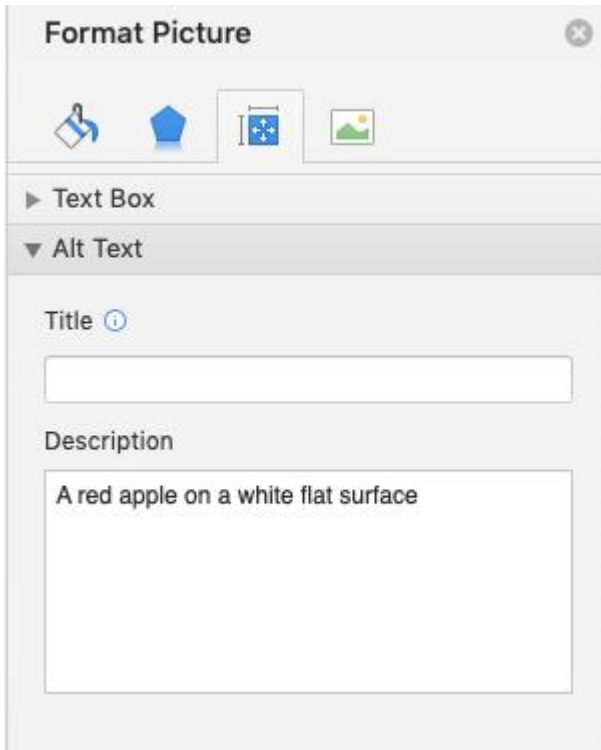 Format Picture
Text Box
Alt Text
Title
Description
A red apple on a white flat surface